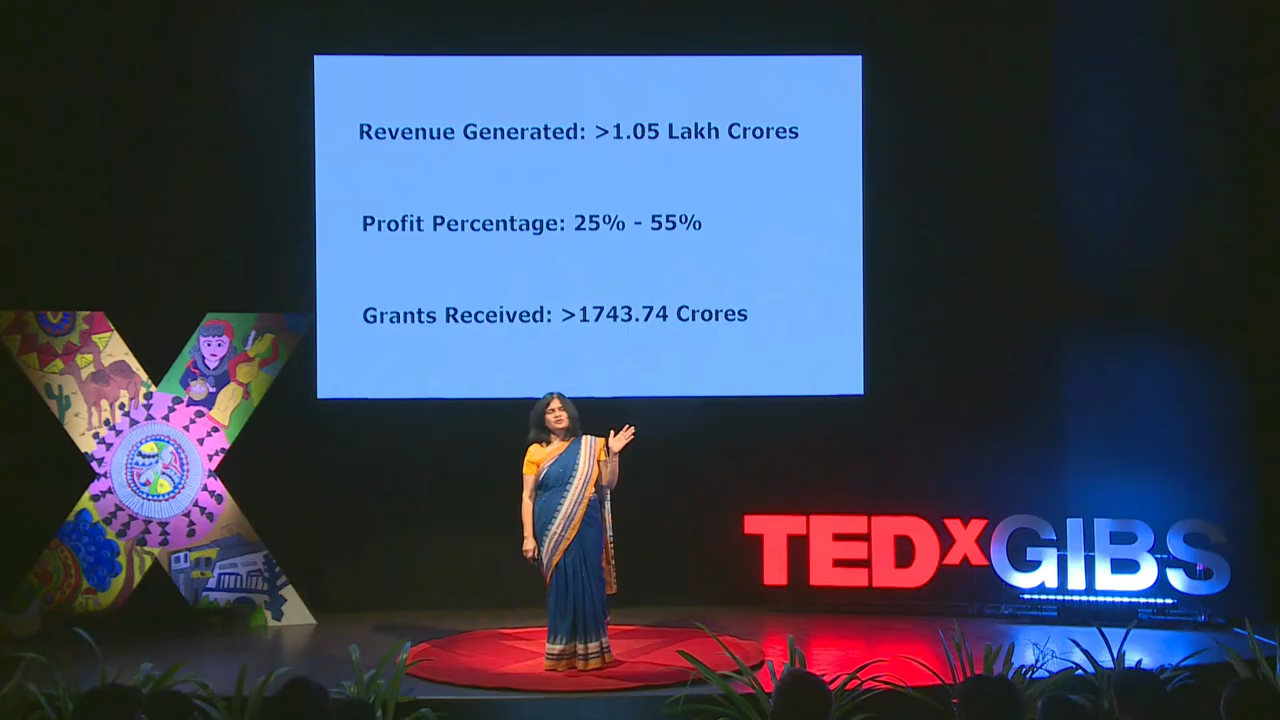 Revenue Generated: >1.05 Lakh Crores
Profit Percentage: 25% - 55%
Grants Received: >1743.74 Crores
TEDxGIBS